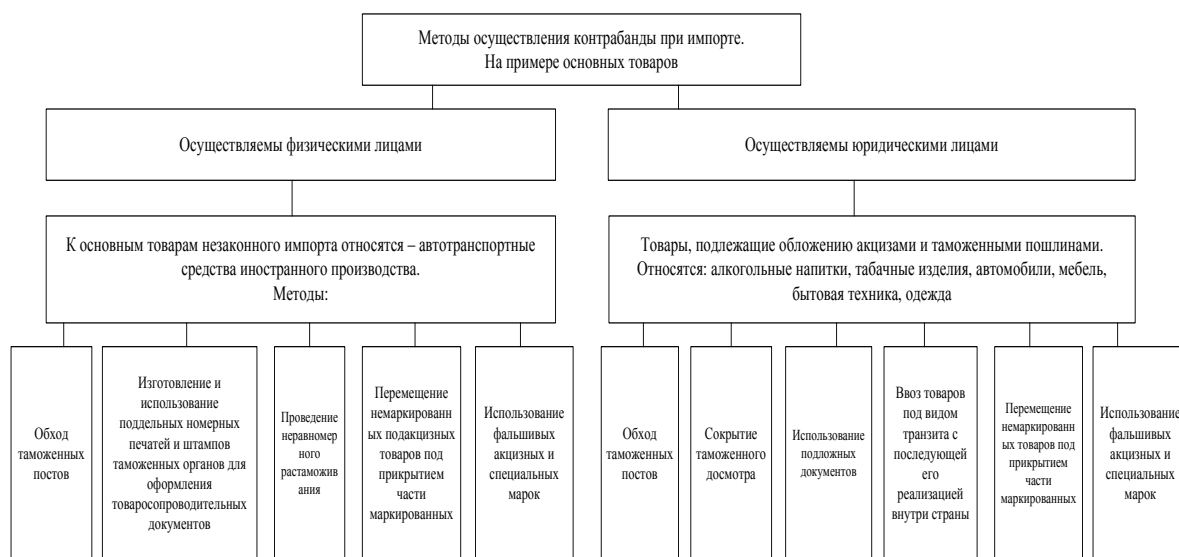 Методы осуществления контрабанды при импорте.
На примере основных товаров
Осуществляемы физическими лицами
Осуществляемы юридическими лицами
К основным товарам незаконного импорта относятся – автотранспортные
средства иностранного производства.
Методы:
Товары, подлежащие обложению акцизами и таможенными пошлинами.
Относятся: алкогольные напитки, табачные изделия, автомобили, мебель,
бытовая техника, одежда
Обход
таможенных
постов
Изготовление и
использование
поддельных номерных
печатей и штампов
таможенных органов для
оформления
товаросопроводительных
документов
Проведение
неравномер
ного
растаможив
ания
Перемещение
немаркированн
ых подакцизных
товаров под
прикрытием
части
маркированных
Использование
фальшивых
акцизных и
специальных
марок
Обход
таможенных
постов
Сокрытие
таможенного
досмотра
Использование
подложных
документов
Ввоз товаров
под видом
транзита с
последующей
его
реализацией
внутри страны
Перемещение
немаркированн
ых товаров под
прикрытием
части
маркированных
Использование
фальшивых
акцизных и
специальных
марок